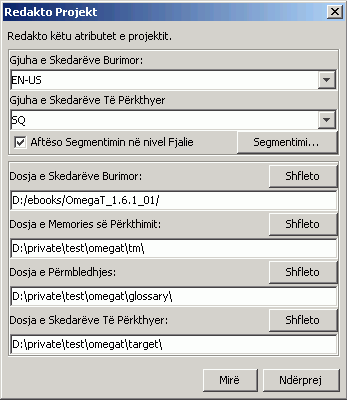 Redakto Projekt
Redakto këtu atributet e projektit.
Gjuha e Skedarëve Burimor:
EN-US
Gjuha e Skedarëve Të Përkthyer
SQ
Aftëso Segmentimin në nivel Fjalie
Segmentimi...
Dosja e Skedarëve Burimor:
Shfleto
D:/ebooks/OmegaT_1.6.1_01/
Dosja e Memories së Përkthimit:
Shfleto
D:\private\test\omegat\tm\
Dosja e Përmbledhjes:
Shfleto
D:\private\test\omegat\glossary\
Dosja e Skedarëve Të Përkthyer:
Shfleto
D:\private\test\omegat\target\
Mirë
Ndërprej